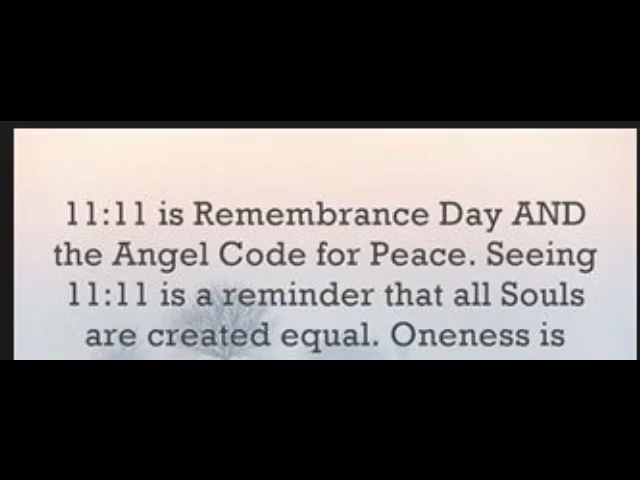 11:11 is Remembrance Day AND
the Angel Code for Peace. Seeing
11:11 is a reminder that all Souls
are created equal. Oneness is